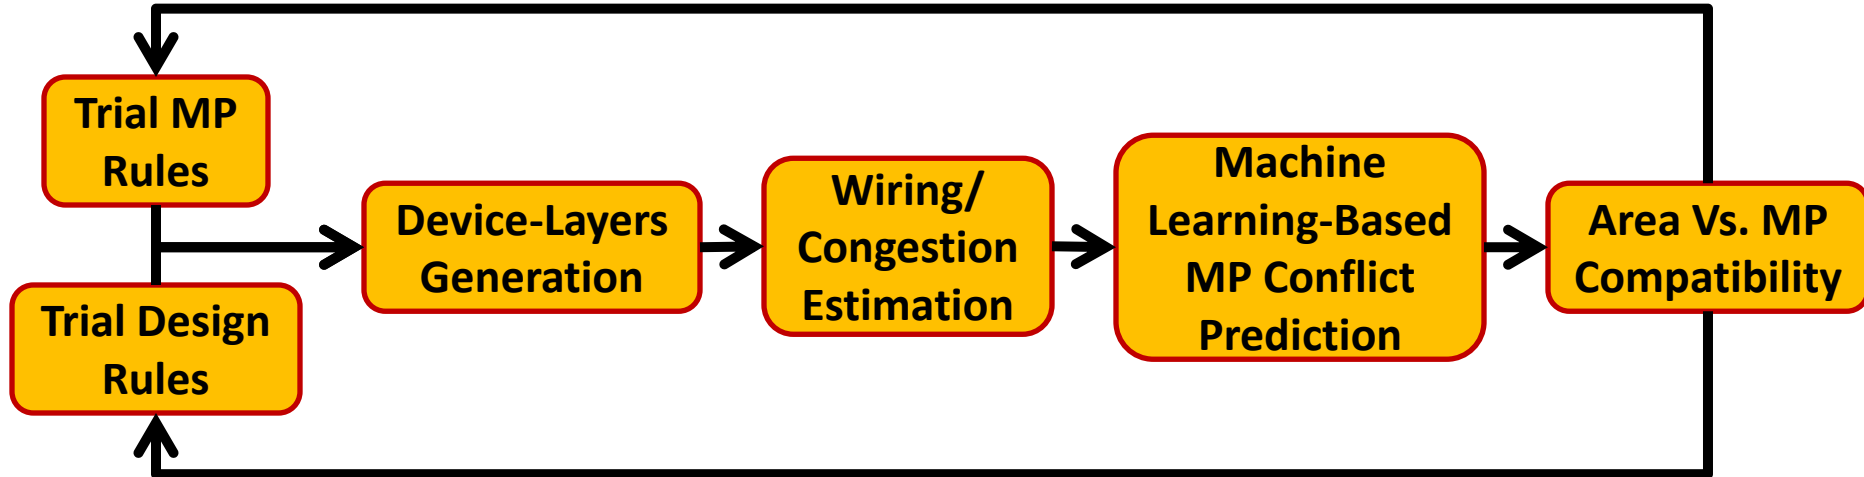 Trial MP
Rules
Trial Design
Rules
Device-Layers
Generation
Wiring/
Congestion
Estimation
Machine
Learning-Based
MP Conflict
Prediction
Area Vs. MP
Compatibility